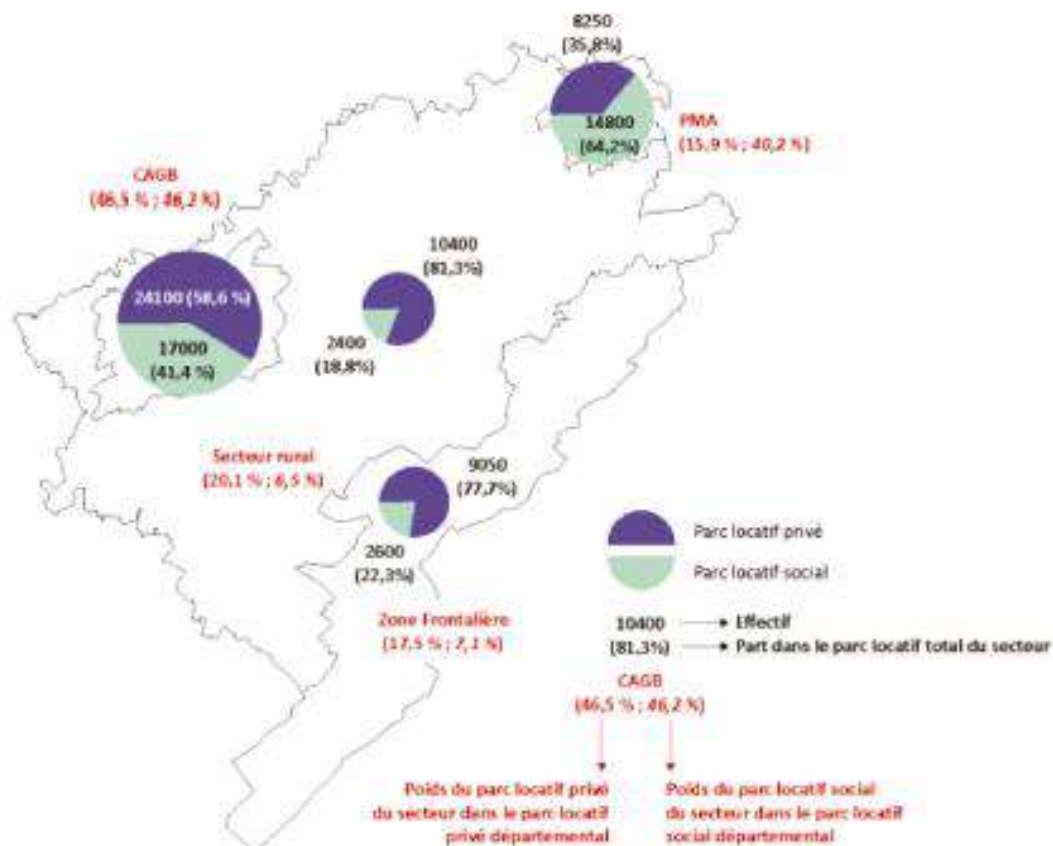 8250
(35,8%)
14800
(64,2%)
PMA
(15,9 % ; 40,2 %)
CAGB
(46,5 % ; 46,2 %)
24100 (58,6 %)
17000
(41,4 %)
10400
(81,3%)
2400
(18,8%)
Secteur rural
(20,1 % ; 6,5 %)
9050
(77,7%)
2600
(22,3%)
Zone Frontalière
(17,5 % ; 7,1 %)
Parc locatif privé
Parc locatif social
10400 Effectif
(81,3%) Part dans le parc locatif total du secteur
CAGB
(46,5 % ; 46,2 %)
Poids du parc locatif privé
du secteur dans le parc locatif
privé départemental
Poids du parc locatif social
du secteur dans le parc locatif
social départemental